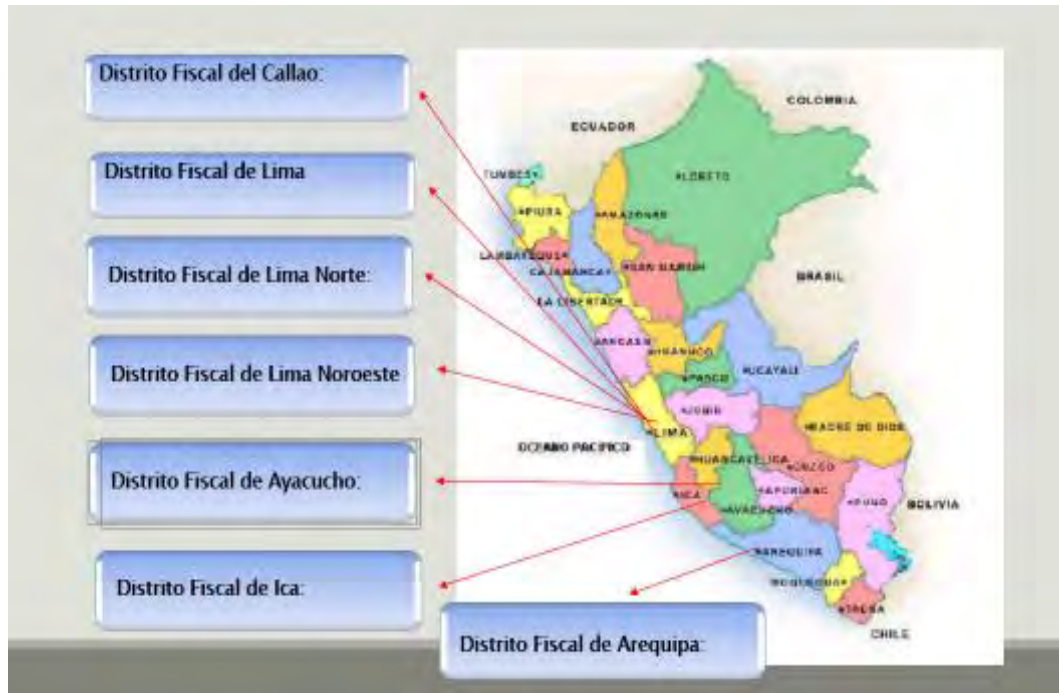 Distrito Fiscal del Callao:
Distrito Fiscal de Lima
Distrito Fiscal de Lima Norte:
Distrito Fiscal de Lima Noroeste
Distrito Fiscal de Ayacucho:
Distrito Fiscal de Ica:
Distrito Fiscal de Arequipa:
COLOMBIA
ECUADOR
TUMBES
LORETO
PIURA
AMAZONAS
LAMBAYEQUE
CAJAMARCA
SAN MARTIN
BRASIL
LA LIBERTAD
ANCASH
HUANUCO
UCAYALI
PASCO
JUNIN
LIMA
MADRE DE DIOS
OCEANO PACIFICO
HUANCAVELICA
CUZCO
ICA
APURIMAC
AYACUCHO
PUNO
BOLIVIA
AREQUIPA
MOQUEGUA
TACNA
CHILE